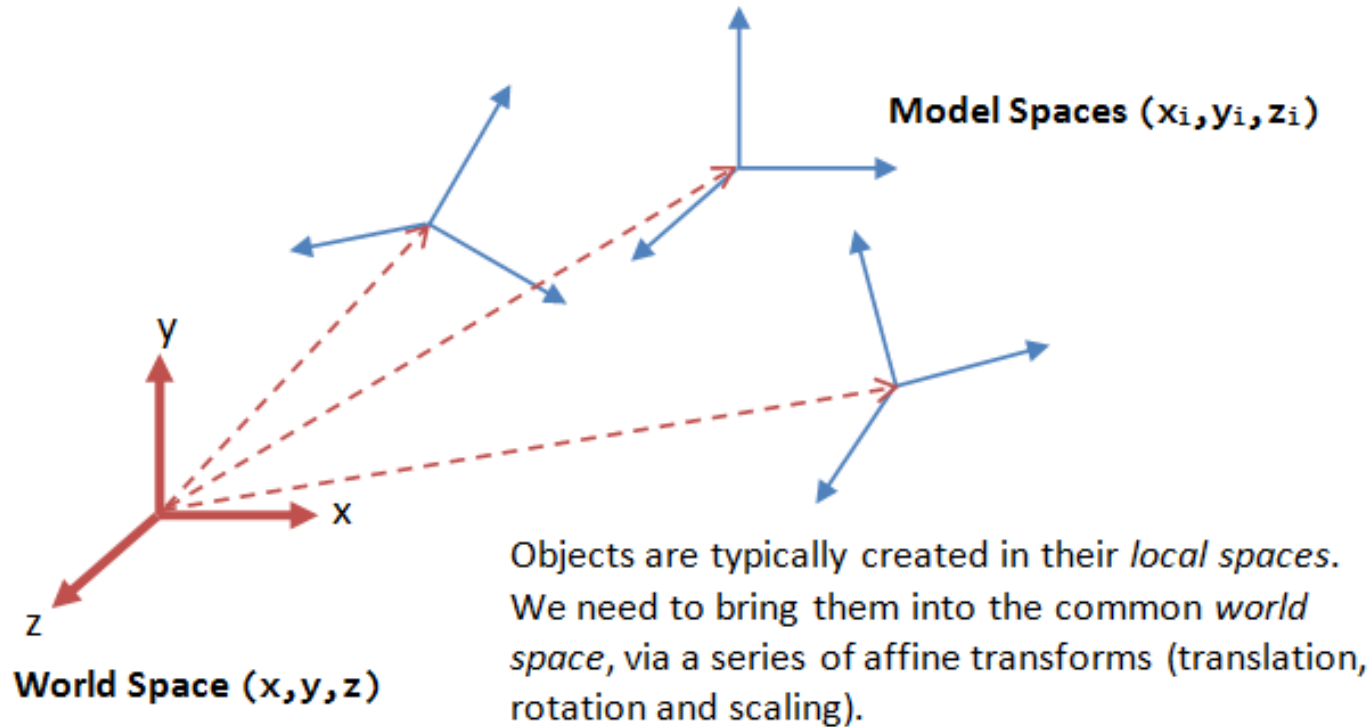 Model Spaces (xi,yi,zi)
y
x
z
World Space (x,y,z)
Objects are typically created in their local spaces.
We need to bring them into the common world
space, via a series of affine transforms (translation,
rotation and scaling).